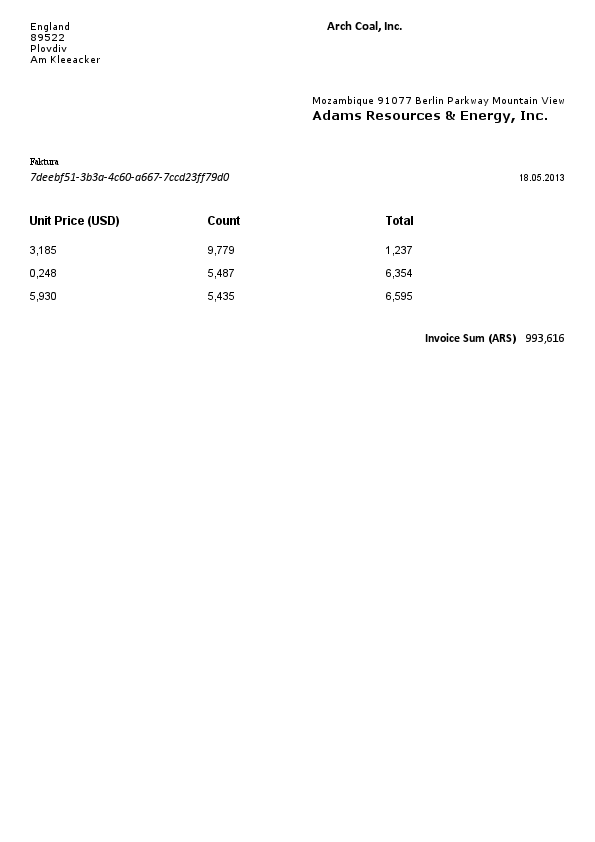 England
89522
Plovdiv
Am Kleeacker
Arch Coal, Inc.
Mozambique 91077 Berlin Parkway Mountain View
Adams Resources & Energy, Inc.
Faktura
7deebf51-3b3a-4c60-a667-7ccd23ff79d0
18.05.2013
Unit Price (USD) Count Total
3,185 9,779 1,237
0,248 5,487 6,354
5,930 5,435 6,595
Invoice Sum (ARS) 993,616